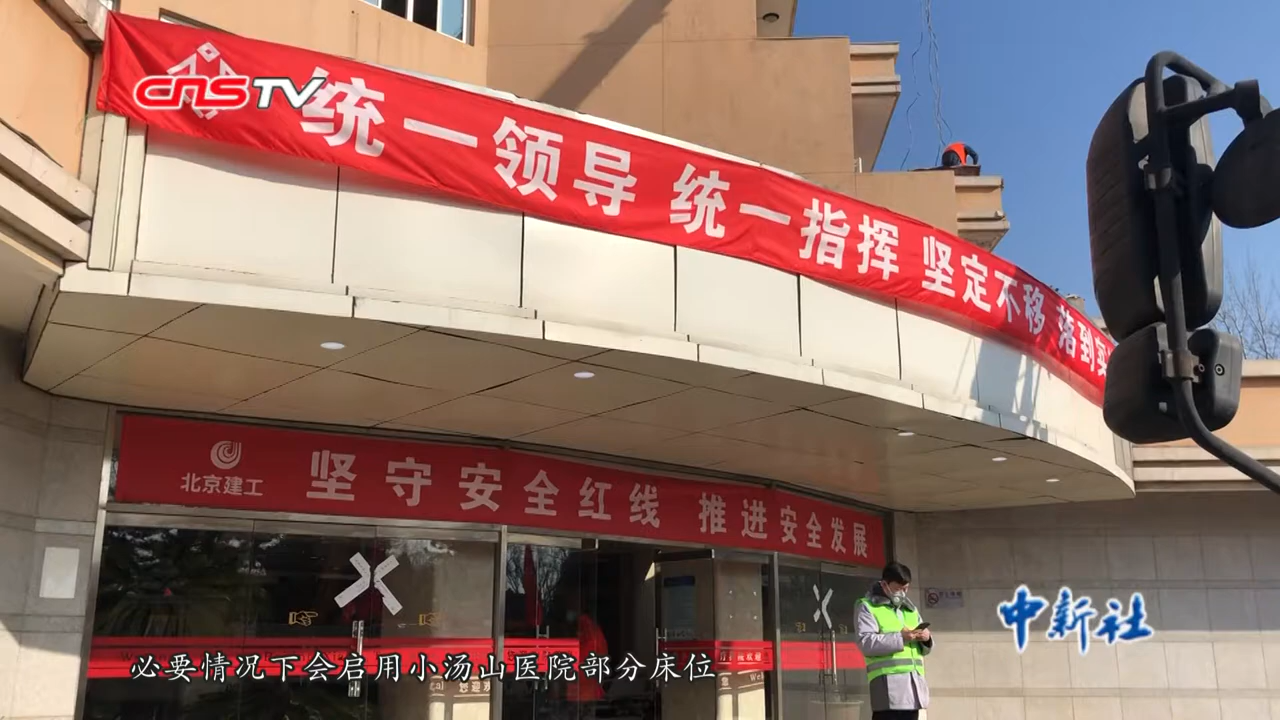 CNSTV
统一领导 统一指挥 坚定不移 落到实
北京建工
坚守安全红线 推进安全发展
中新社
必要情况下会启用小汤山医院部分床位